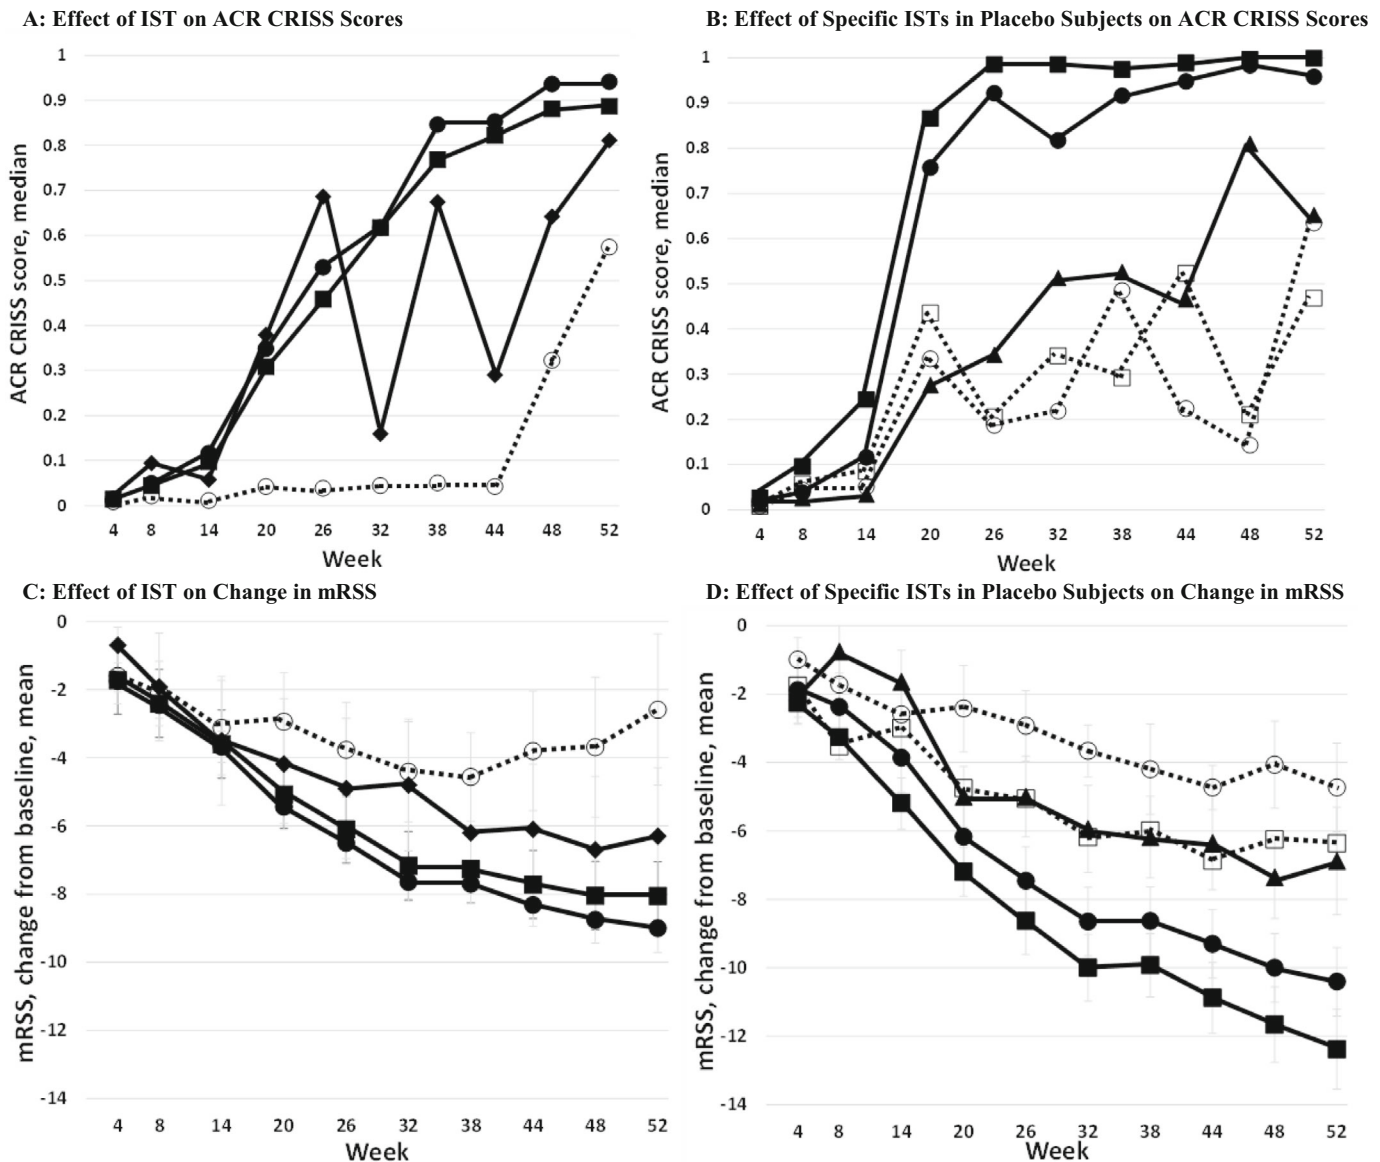 A: Effect of IST on ACR CRISS Scores
ACR CRISS score, median
1
0.9
0.8
0.7
0.6
0.5
0.4
0.3
0.2
0.1
0
4 8 14 20 26 32 38 44 48 52
Week
B: Effect of Specific ISTs in Placebo Subjects on ACR CRISS Scores
ACR CRISS score, median
1
0.9
0.8
0.7
0.6
0.5
0.4
0.3
0.2
0.1
0
4 8 14 20 26 32 38 44 48 52
Week
C: Effect of IST on Change in mRSS
mRSS, change from baseline, mean
0
-2
-4
-6
-8
-10
-12
-14
4 8 14 20 26 32 38 44 48 52
Week
D: Effect of Specific ISTs in Placebo Subjects on Change in mRSS
mRSS, change from baseline, mean
0
-2
-4
-6
-8
-10
-12
-14
4 8 14 20 26 32 38 44 48 52
Week